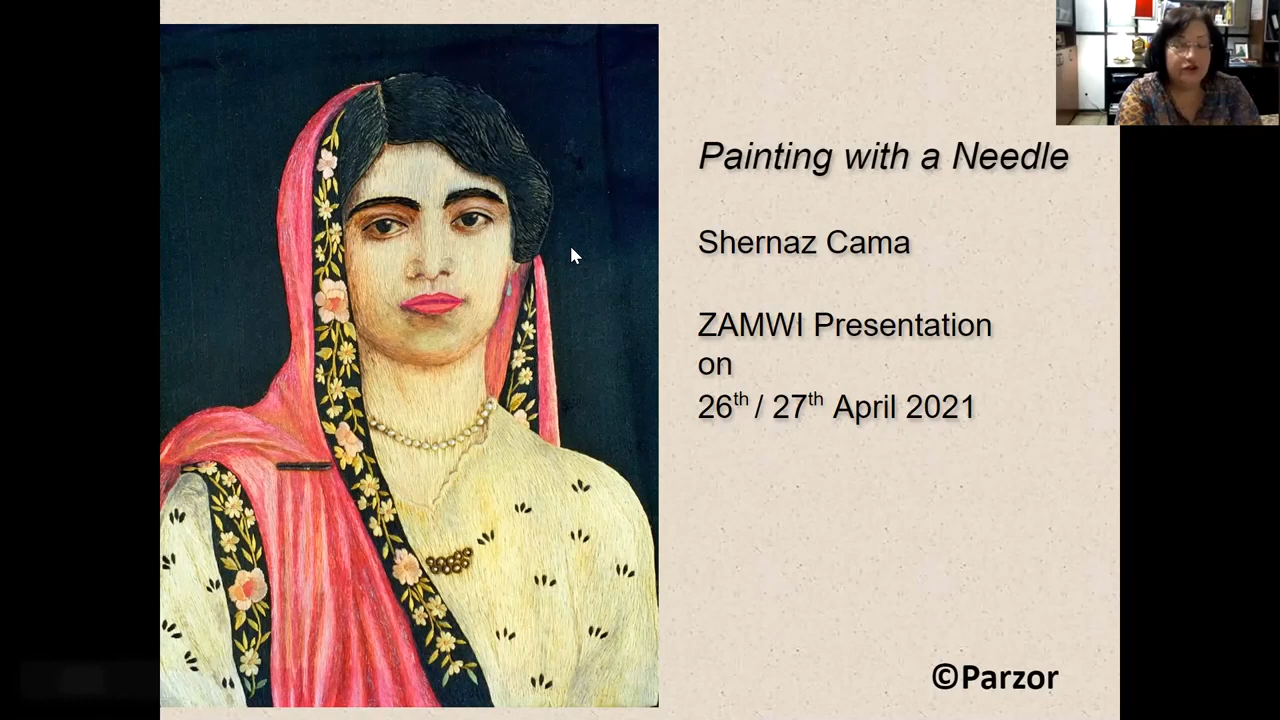 Painting with a Needle
Shernaz Cama
ZAMWI Presentation
on
26th / 27th April 2021
©Parzor